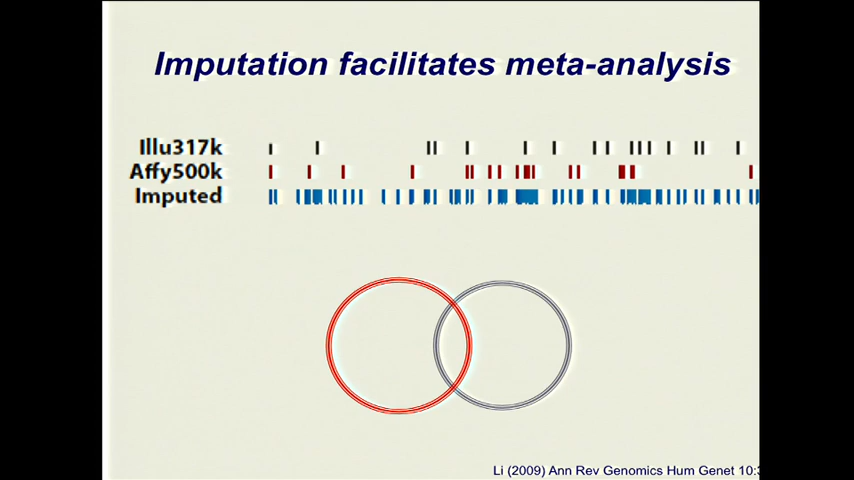 Imputation facilitates meta-analysis
Illu317k
Affy500k
Imputed
Li (2009) Ann Rev Genomics Hum Genet 10: